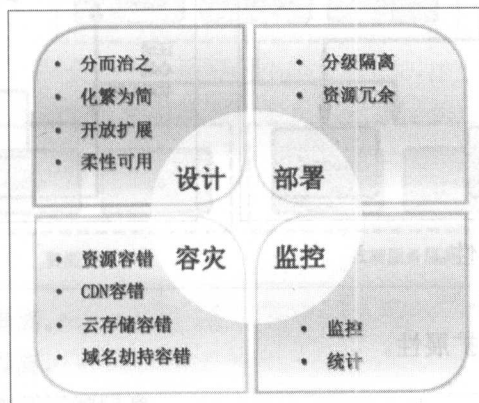 分而治之
化繁为简
开放扩展
柔性可用
设计
分级隔离
资源冗余
部署
资源容错
CDN容错
云存储容错
域名劫持容错
容灾
监控
监控
统计